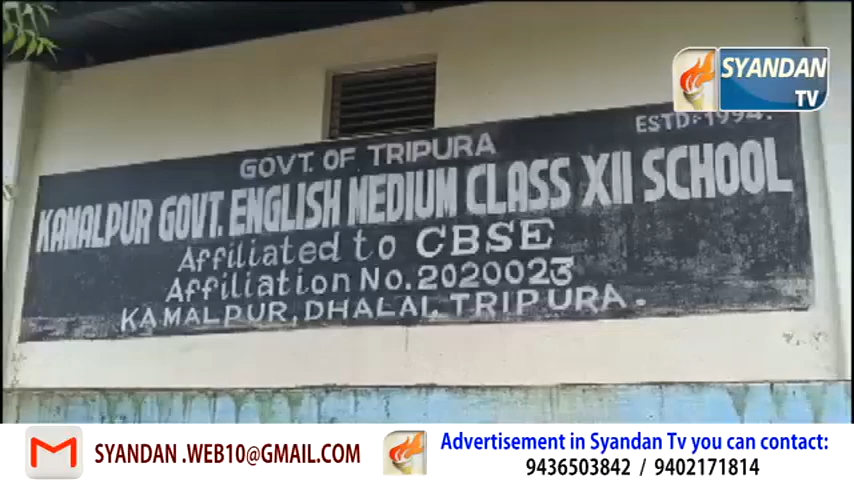 SYANDAN
TV
ESTD:-1994.
GOVT. OF TRIPURA
KAMALPUR GOVT. ENGLISH MEDIUM CLASS XII SCHOOL
Affiliated to CBSE
Affiliation No. 2020023
KAMALPUR, DHALAI, TRIPURA.
SYANDAN .WEB10@GMAIL.COM
Advertisement in Syandan Tv you can contact:
9436503842 / 9402171814